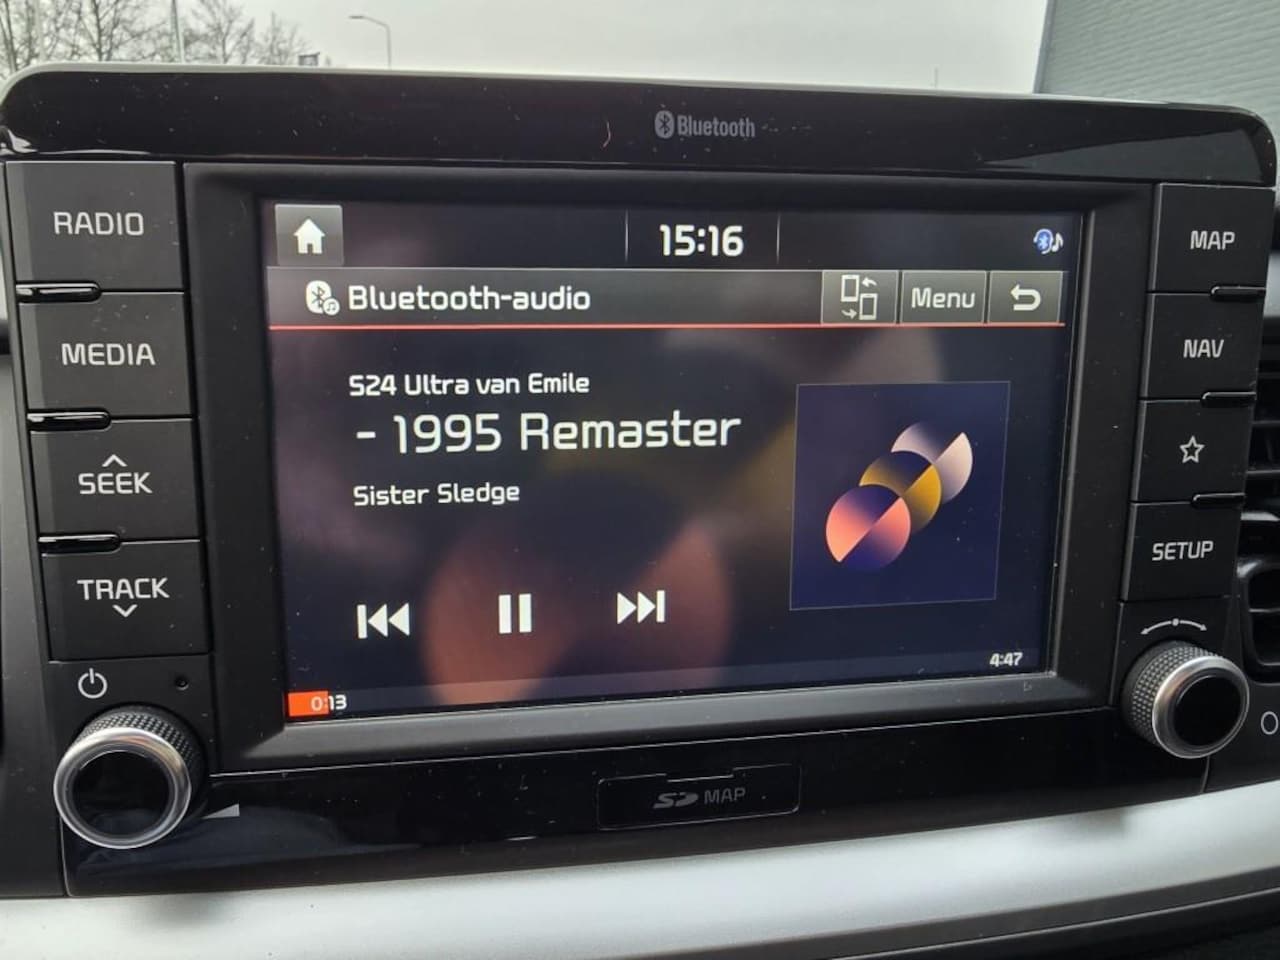 Bluetooth
RADIO
MEDIA
SEEK
TRACK
15:16
Bluetooth-audio
Menu
S24 Ultra van Emile
- 1995 Remaster
Sister Sledge
4:47
0:13
MAP
NAV
SETUP
SD MAP